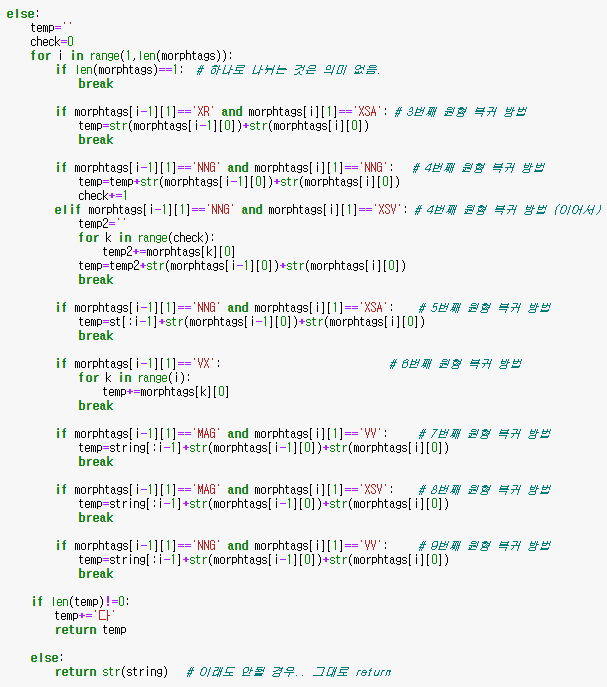 else:
    temp=''
    check=0
    for i in range(1,len(morphtags)):
        if len(morphtags)==1:  # 하나로 나뉘는 것은 의미 없음.
            break

        if morphtags[i-1][1]=='XR' and morphtags[i][1]=='XSA': # 3번째 원형 복귀 방법
            temp=str(morphtags[i-1][0])+str(morphtags[i][0])
            break

        if morphtags[i-1][1]=='NNG' and morphtags[i][1]=='NNG':   # 4번째 원형 복귀 방법
            temp=temp+str(morphtags[i-1][0])+str(morphtags[i][0])
            check+=1
        elif morphtags[i-1][1]=='NNG' and morphtags[i][1]=='XSV': # 4번째 원형 복귀 방법 (이어서)
            temp2=''
            for k in range(check):
                temp2+=morphtags[k][0]
            temp=temp2+str(morphtags[i-1][0])+str(morphtags[i][0])
            break

        if morphtags[i-1][1]=='NNG' and morphtags[i][1]=='XSA':    # 5번째 원형 복귀 방법
            temp=st[:i-1]+str(morphtags[i-1][0])+str(morphtags[i][0])
            break

        if morphtags[i-1][1]=='VX':                            # 6번째 원형 복귀 방법
            for k in range(i):
                temp+=morphtags[k][0]
            break

        if morphtags[i-1][1]=='MAG' and morphtags[i][1]=='VV':     # 7번째 원형 복귀 방법
            temp=string[:i-1]+str(morphtags[i-1][0])+str(morphtags[i][0])
            break

        if morphtags[i-1][1]=='MAG' and morphtags[i][1]=='XSV':    # 8번째 원형 복귀 방법
            temp=string[:i-1]+str(morphtags[i-1][0])+str(morphtags[i][0])
            break

        if morphtags[i-1][1]=='NNG' and morphtags[i][1]=='VV':     # 9번째 원형 복귀 방법
            temp=string[:i-1]+str(morphtags[i-1][0])+str(morphtags[i][0])
            break

    if len(temp)!=0:
        temp+='다'
        return temp

    else:
        return str(string)   # 이래도 안될 경우.. 그대로 return